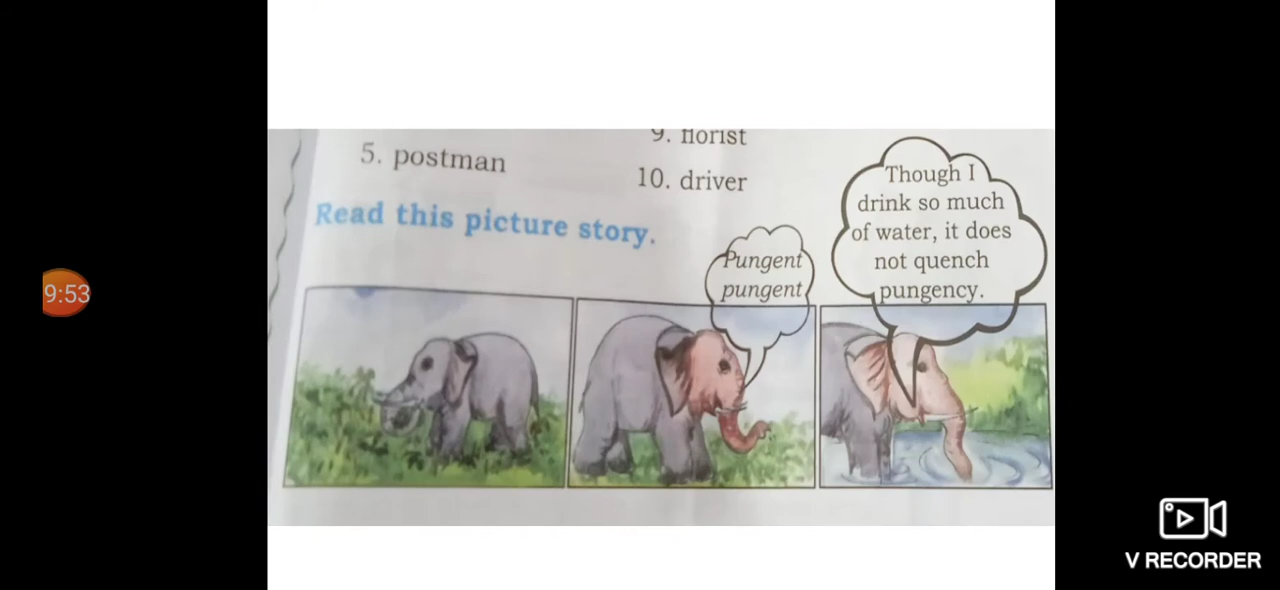 9. florist
5. postman
10. driver
Read this picture story.
Pungent
pungent
Though I
drink so much
of water, it does
not quench
pungency.
9:53
V RECORDER